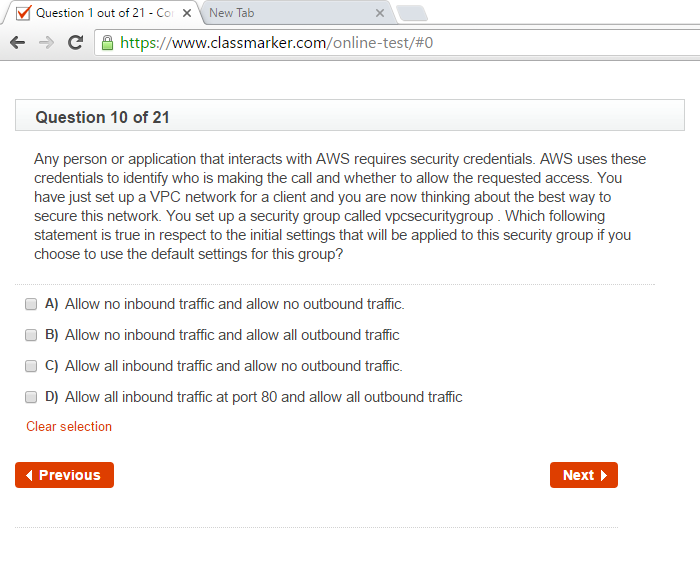 Question 1 out of 21 - Co
New Tab
https://www.classmarker.com/online-test/#0
Question 10 of 21
Any person or application that interacts with AWS requires security credentials. AWS uses these
credentials to identify who is making the call and whether to allow the requested access. You
have just set up a VPC network for a client and you are now thinking about the best way to
secure this network. You set up a security group called vpcsecuritygroup . Which following
statement is true in respect to the initial settings that will be applied to this security group if you
choose to use the default settings for this group?
A) Allow no inbound traffic and allow no outbound traffic.
B) Allow no inbound traffic and allow all outbound traffic
C) Allow all inbound traffic and allow no outbound traffic.
D) Allow all inbound traffic at port 80 and allow all outbound traffic
Clear selection
Previous
Next